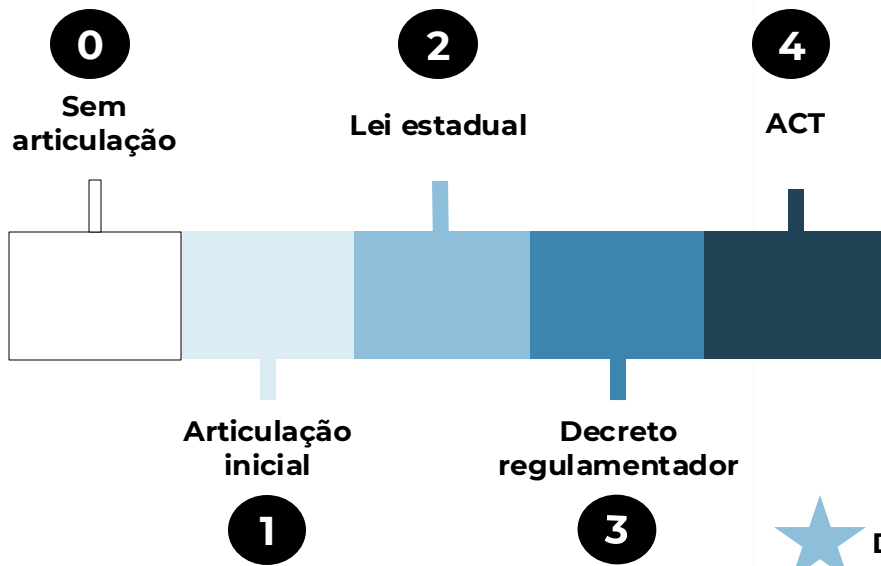 0
Sem
articulação
2
Lei estadual
4
ACT
Articulação
inicial
1
Decreto
regulamentador
3